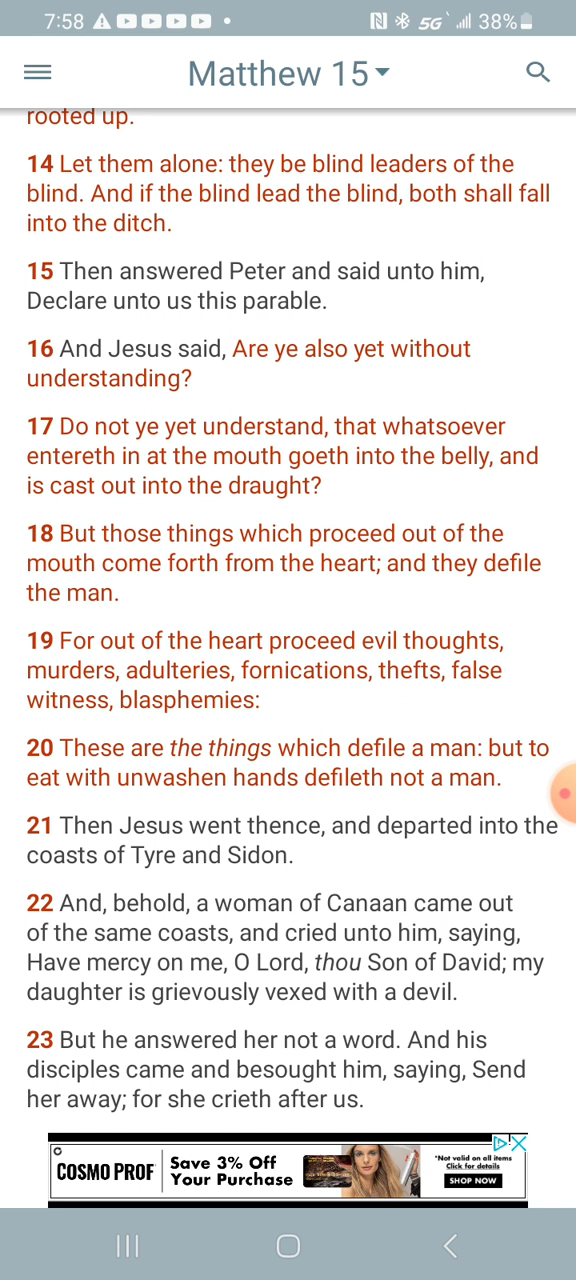 7:58
5G 38%
Matthew 15
rooted up.
14 Let them alone: they be blind leaders of the
blind. And if the blind lead the blind, both shall fall
into the ditch.
15 Then answered Peter and said unto him,
Declare unto us this parable.
16 And Jesus said, Are ye also yet without
understanding?
17 Do not ye yet understand, that whatsoever
entereth in at the mouth goeth into the belly, and
is cast out into the draught?
18 But those things which proceed out of the
mouth come forth from the heart; and they defile
the man.
19 For out of the heart proceed evil thoughts,
murders, adulteries, fornications, thefts, false
witness, blasphemies:
20 These are the things which defile a man: but to
eat with unwashen hands defileth not a man.
21 Then Jesus went thence, and departed into the
coasts of Tyre and Sidon.
22 And, behold, a woman of Canaan came out
of the same coasts, and cried unto him, saying,
Have mercy on me, O Lord, thou Son of David; my
daughter is grievously vexed with a devil.
23 But he answered her not a word. And his
disciples came and besought him, saying, Send
her away; for she crieth after us.
COSMO PROF
Save 3% Off
Your Purchase
*Not valid on all items
Click for details
SHOP NOW